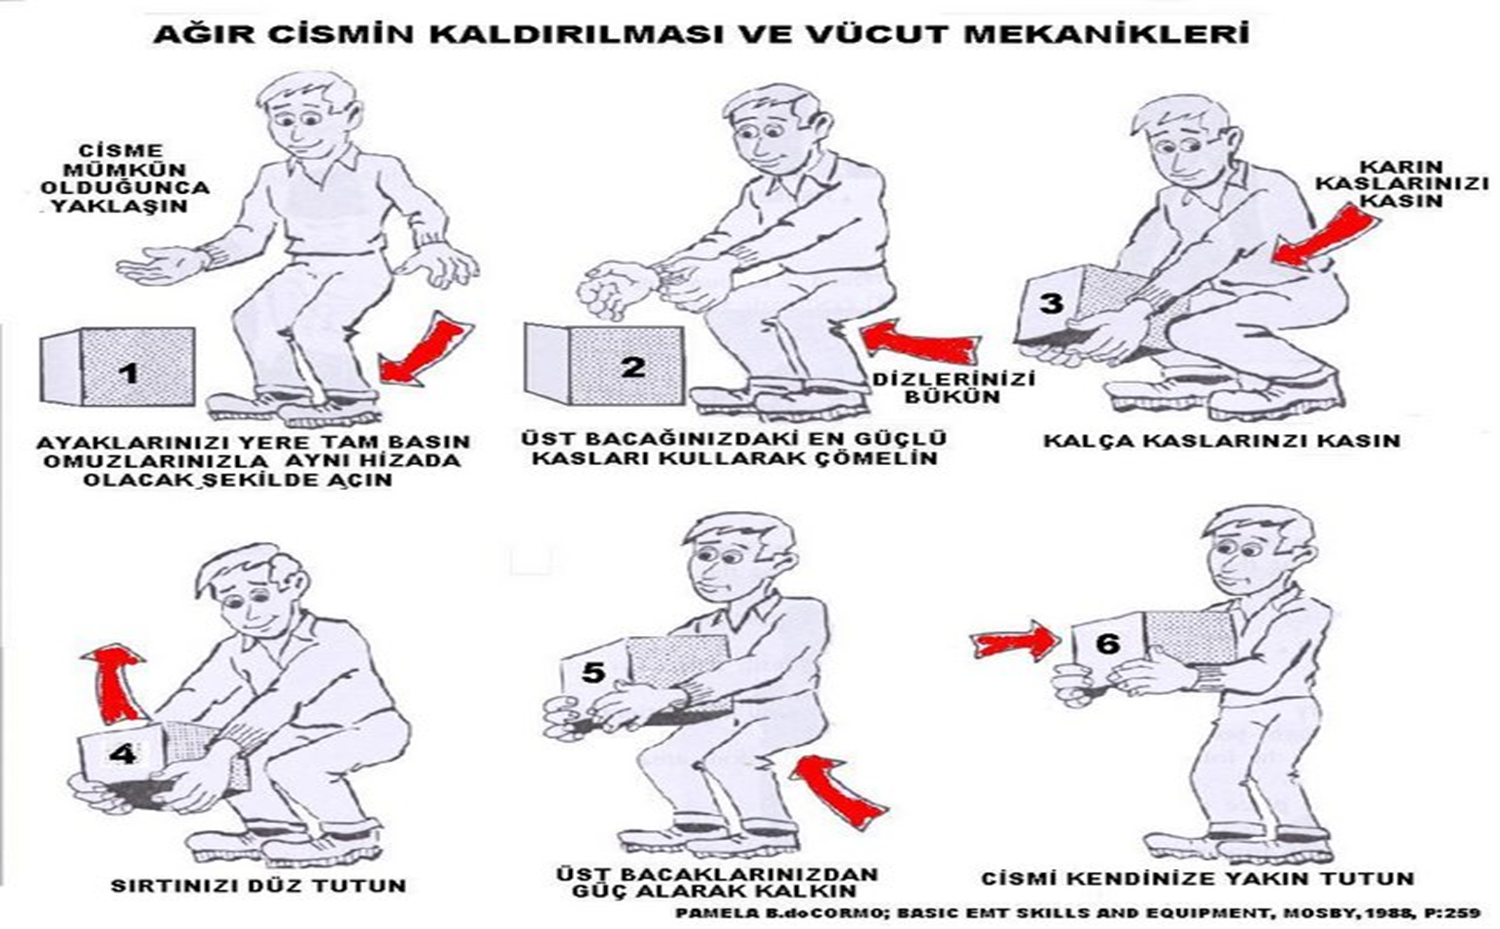 AĞIR CİSMİN KALDIRILMASI VE VÜCUT MEKANİKLERİ
CİSME
MÜMKÜN
OLDUĞUNCA
YAKLAŞIN
1
AYAKLARINIZI YERE TAM BASIN
OMUZLARINIZLA AYNI HİZADA
OLACAK ŞEKİLDE AÇIN
2
DİZLERİNİZİ
BÜKÜN
ÜST BACAĞINIZDAKİ EN GÜÇLÜ
KASLARI KULLARAK ÇÖMELİN
KARIN
KASLARINIZI
KASIN
3
KALÇA KASLARINZI KASIN
4
SIRTINIZI DÜZ TUTUN
5
ÜST BACAKLARINIZDAN
GÜÇ ALARAK KALKIN
6
CİSMİ KENDİNİZE YAKIN TUTUN
PAMELA B.doCORMO; BASIC EMT SKILLS AND EQUIPMENT, MOSBY,1988, P:259